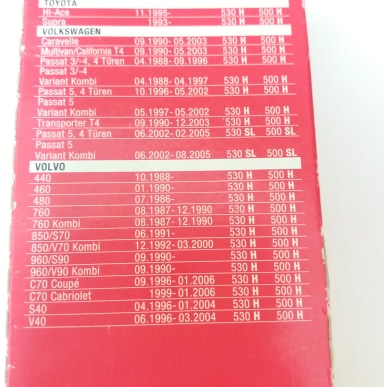 TOYOTA
Hi-Ace 11.1995- 530 H 500 H
Supra 1993- 530 H 500 H
VOLKSWAGEN
Caravelle 09.1990-05.2003 530 H 500 H
Multivan/California T4 09.1990-05.2003 530 H 500 H
Passat 3/-4, 4 Türen 04.1988-09.1996 530 H 500 H
Passat 3/-4
Variant Kombi 04.1988-04.1997 530 H 500 H
Passat 5, 4 Türen 10.1996-05.2002 530 H 500 H
Passat 5
Variant Kombi 05.1997-05.2002 530 H 500 H
Transporter T4 09.1990-12.2003 530 H 500 H
Passat 5, 4 Türen 06.2002-02.2005 530 SL 500 SL
Passat 5
Variant Kombi 06.2002-08.2005 530 SL 500 SL
VOLVO
440 10.1988- 530 H 500 H
460 01.1990- 530 H 500 H
480 07.1986- 530 H 500 H
760 08.1987-12.1990 530 H 500 H
760 Kombi 08.1987-12.1990 530 H 500 H
850/S70 06.1991- 530 H 500 H
850/V70 Kombi 12.1992-03.2000 530 H 500 H
960/S90 09.1990- 530 H 500 H
960/V90 Kombi 09.1990- 530 H 500 H
C70 Coupé 09.1996-01.2006 530 H 500 H
C70 Cabriolet 1999-01.2006 530 H 500 H
S40 04.1996-01.2004 530 H 500 H
V40 06.1996-03.2004 530 H 500 H